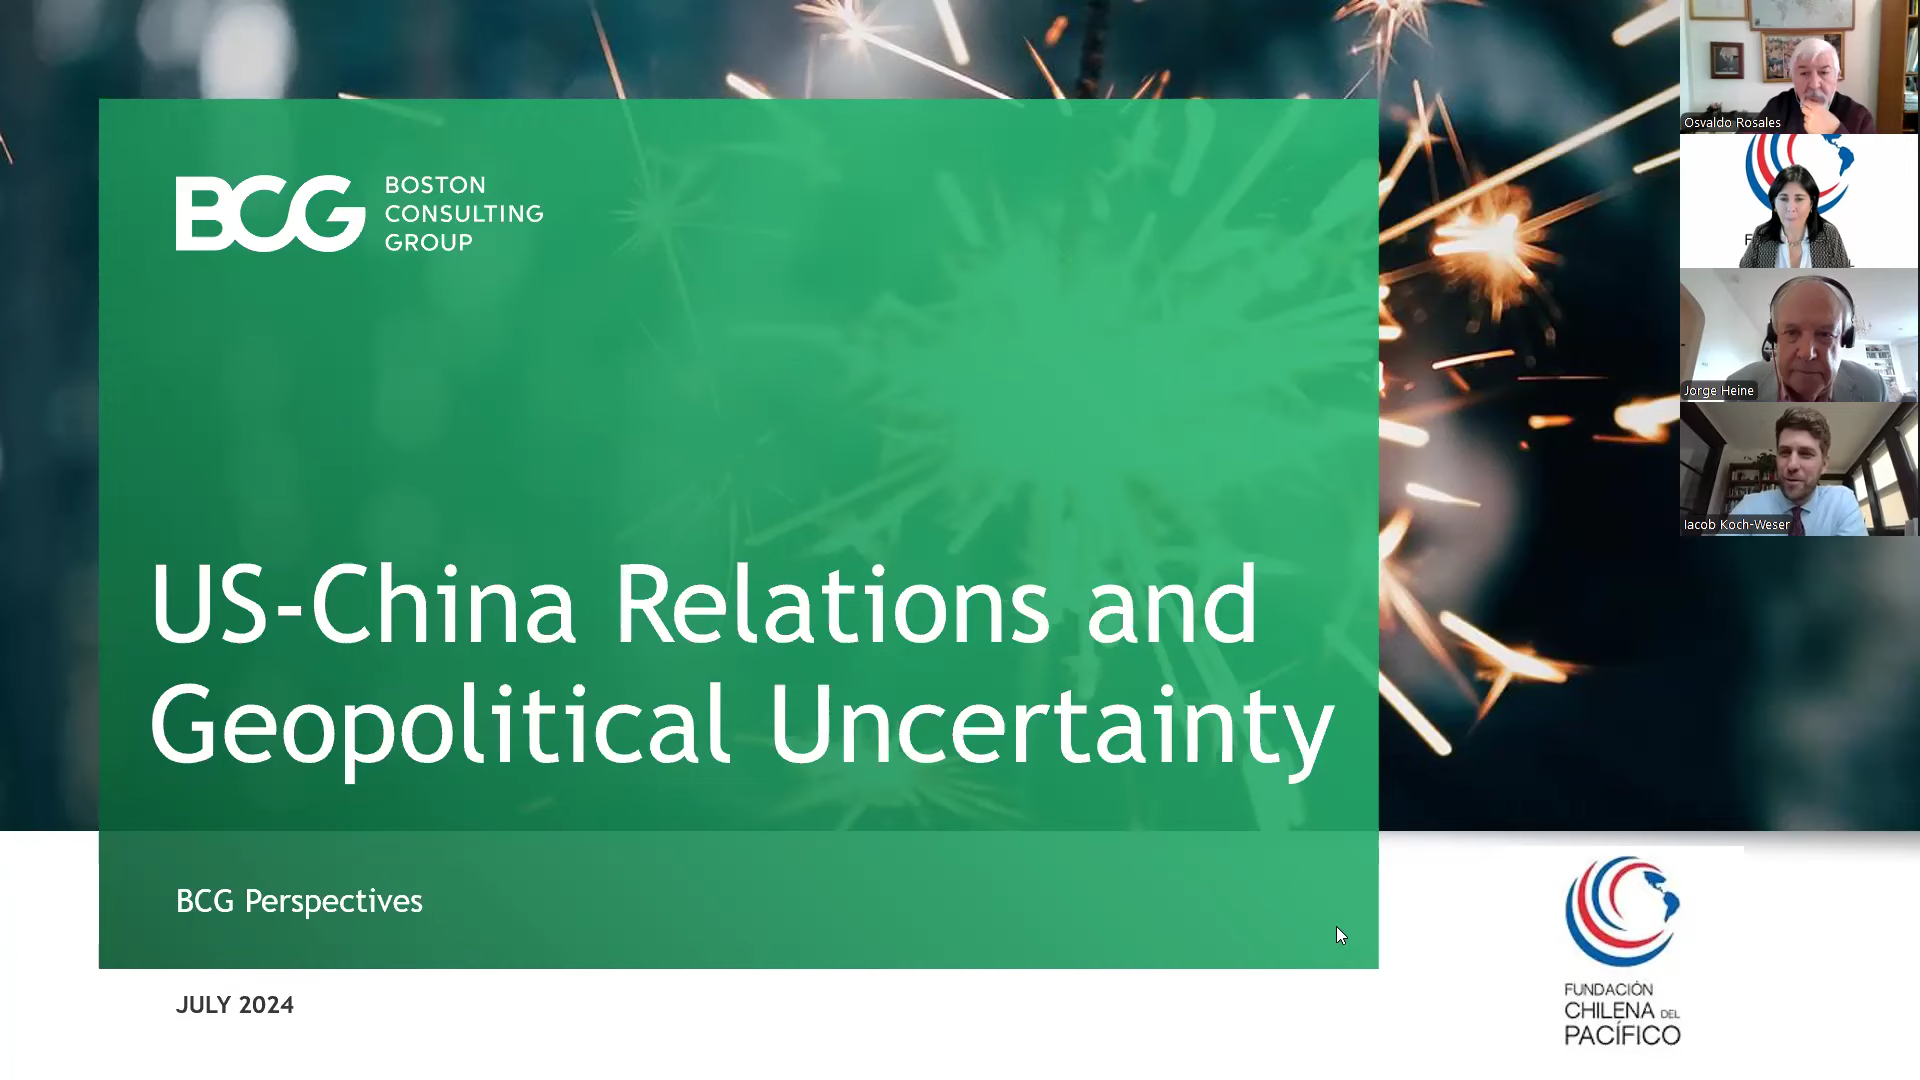 BCG
BOSTON
CONSULTING
GROUP
US-China Relations and
Geopolitical Uncertainty
BCG Perspectives
JULY 2024
FUNDACIÓN
CHILENA DEL
PACÍFICO
Osvaldo Rosales
Jorge Heine
Jacob Koch-Weser